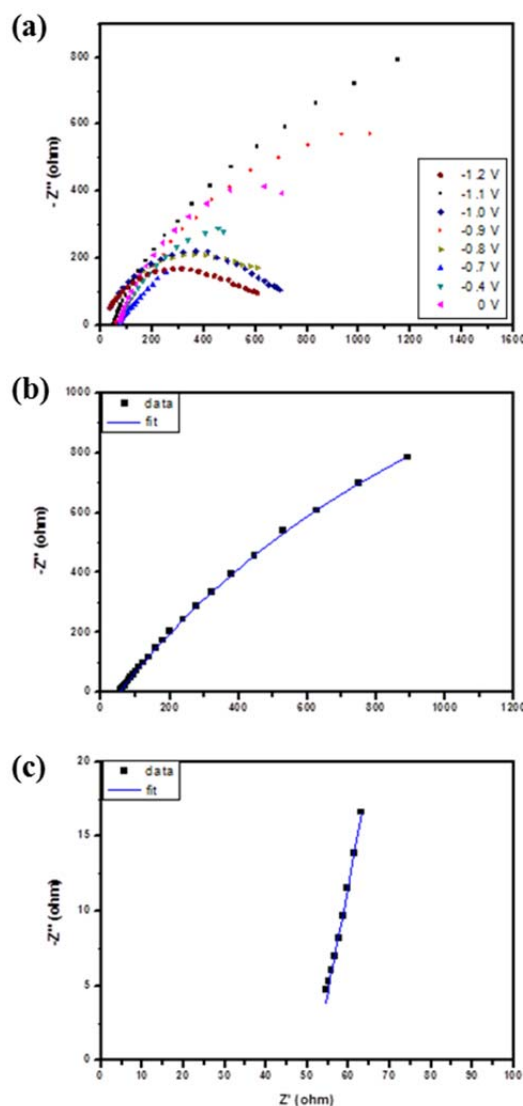 (a)
800
600
400
200
0
- Z" (ohm)
-1.2 V
-1.1 V
-1.0 V
-0.9 V
-0.8 V
-0.7 V
-0.4 V
0 V
0 200 400 600 800 1000 1200 1400 1600
(b)
1000
800
600
400
200
0
-Z" (ohm)
data
fit
0 200 400 600 800 1000 1200
(c)
20
15
10
5
0
-Z" (ohm)
data
fit
0 10 20 30 40 50 60 70 80 90 100
Z' (ohm)